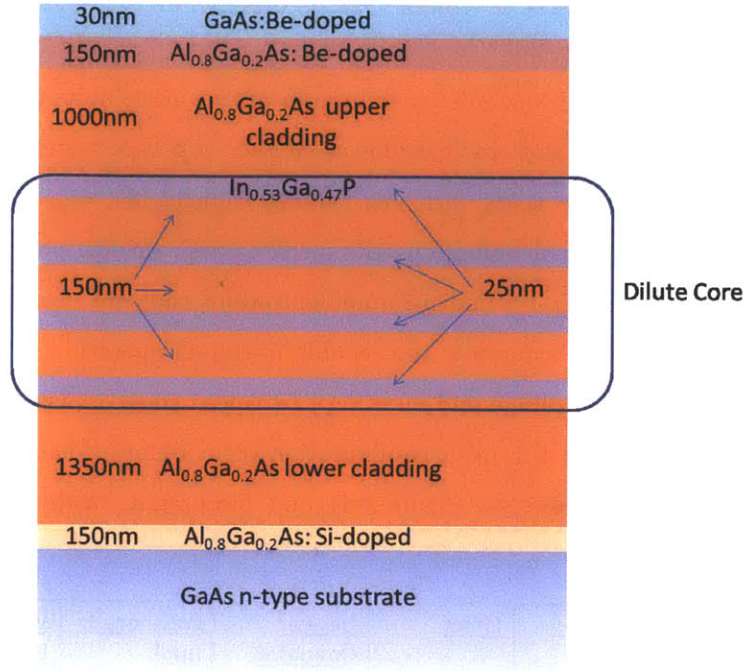 30nm GaAs:Be-doped
150nm Al₀.₈Ga₀.₂As: Be-doped
1000nm Al₀.₈Ga₀.₂As upper
cladding
In₀.₅₃Ga₀.₄₇P
150nm 25nm Dilute Core
1350nm Al₀.₈Ga₀.₂As lower cladding
150nm Al₀.₈Ga₀.₂As: Si-doped
GaAs n-type substrate